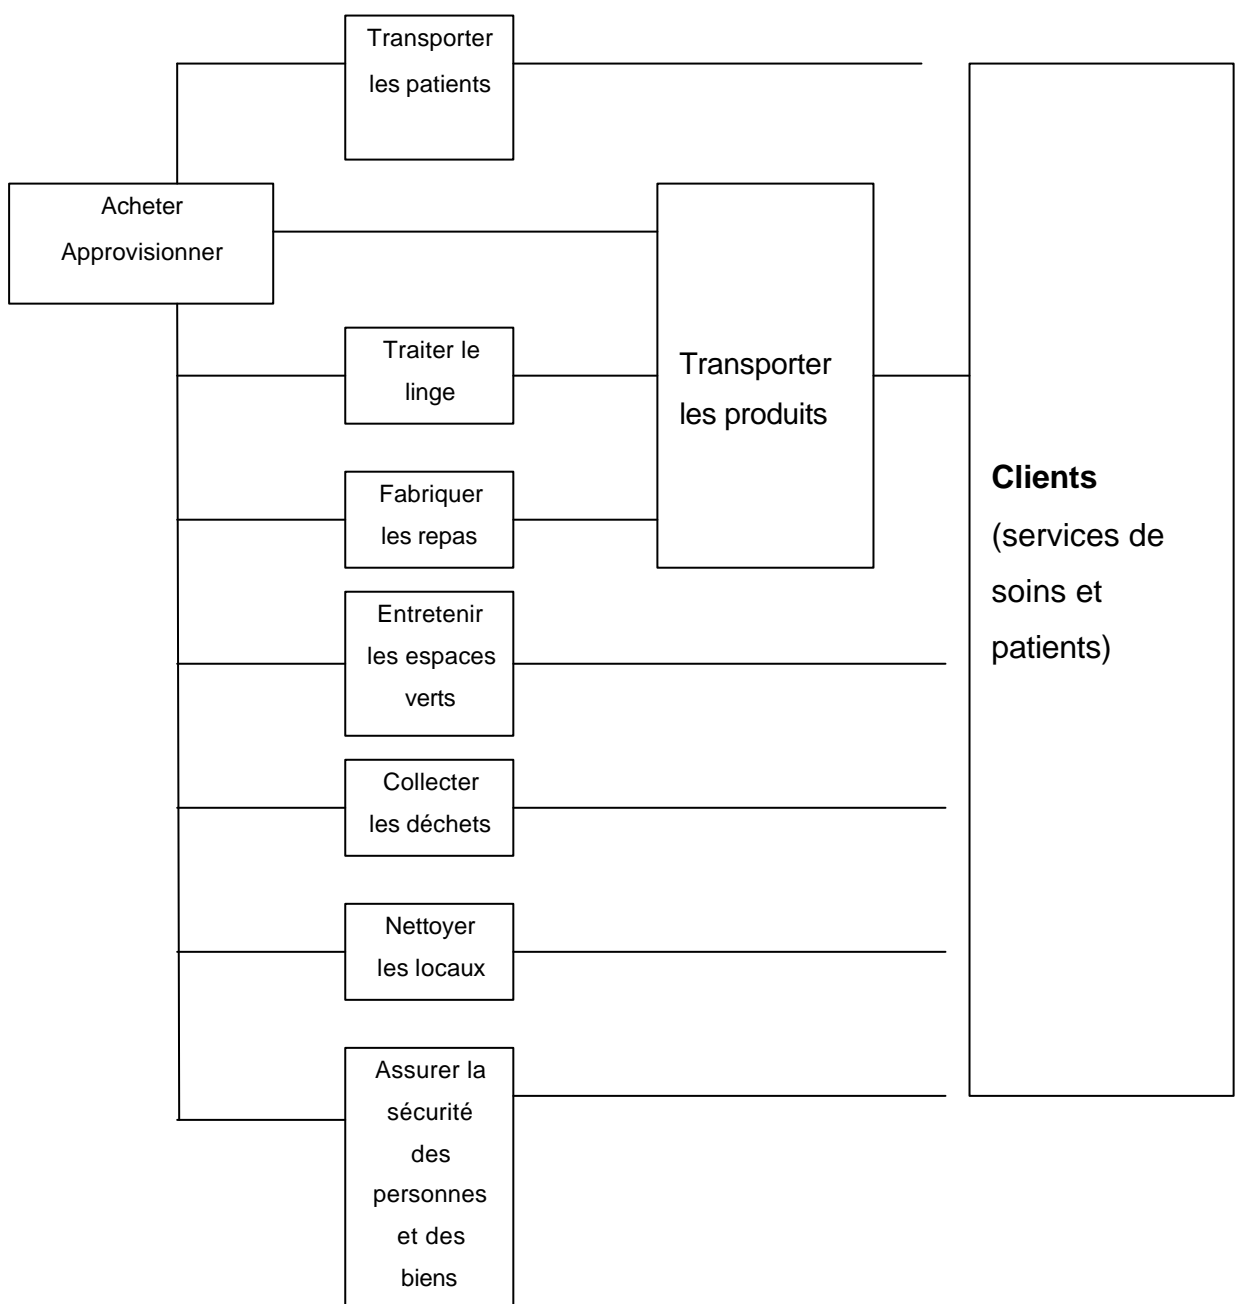 Transporter
les patients
Acheter
Approvisionner
Traiter le
linge
Transporter
les produits
Fabriquer
les repas
Clients
(services de
soins et
patients)
Entretenir
les espaces
verts
Collecter
les déchets
Nettoyer
les locaux
Assurer la
sécurité
des
personnes
et des
biens